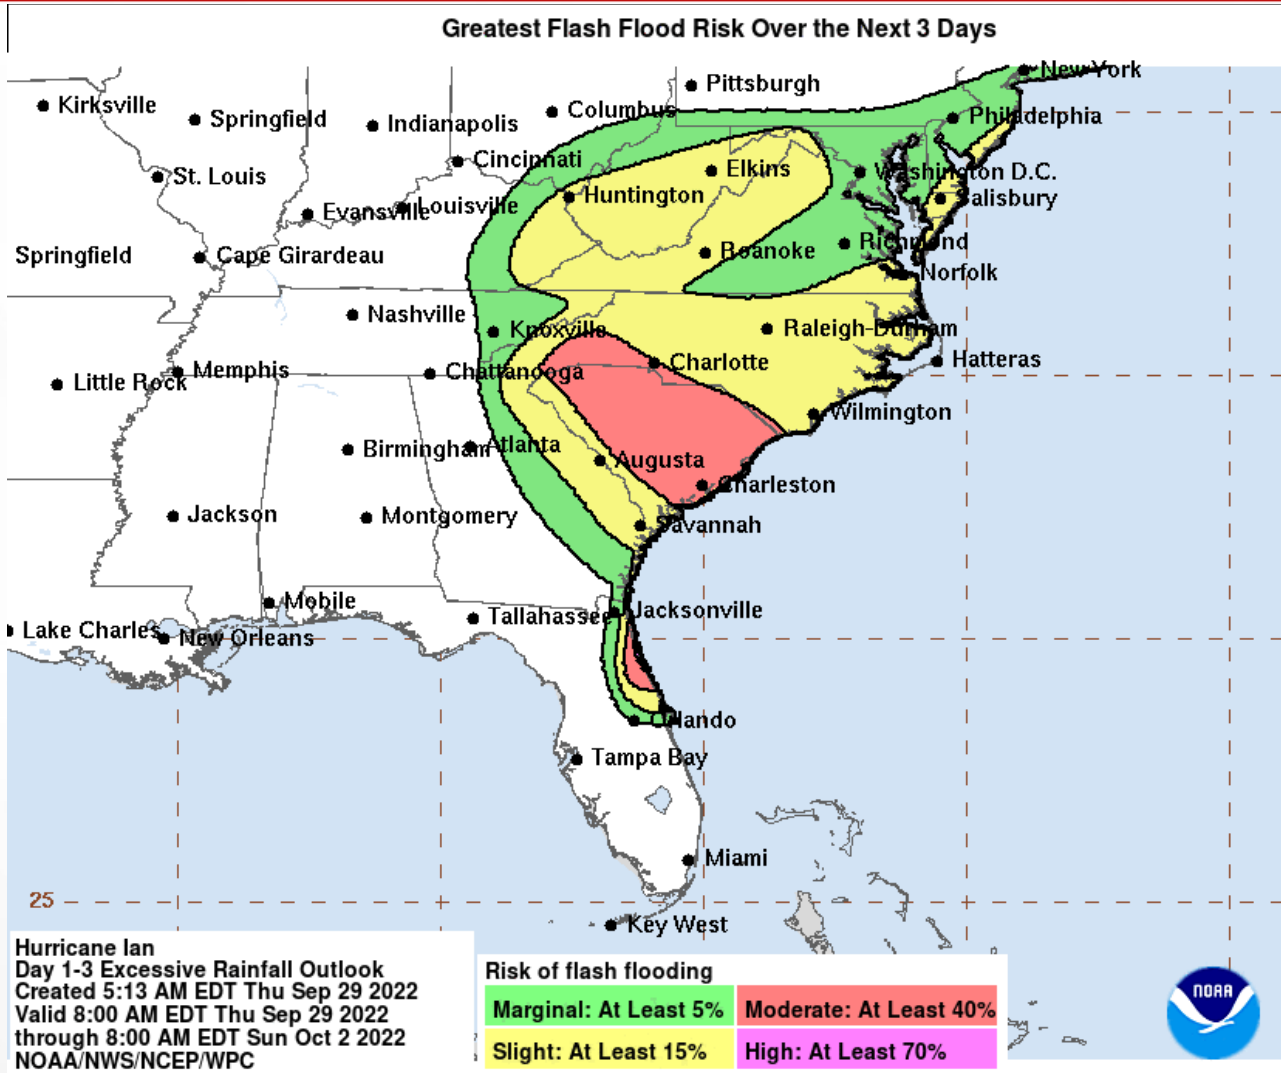 Greatest Flash Flood Risk Over the Next 3 Days
New York
Pittsburgh
Kirksville
Columbus
Philadelphia
Springfield
Indianapolis
Cincinnati
Elkins
Washington D.C.
St. Louis
Huntington
Salisbury
Louisville
Evansville
Richmond
Roanoke
Springfield
Cape Girardeau
Norfolk
Nashville
Knoxville
Raleigh-Durham
Hatteras
Charlotte
Memphis
Chattanooga
Little Rock
Wilmington
Atlanta
Birmingham
Augusta
Charleston
Jackson
Montgomery
Savannah
Mobile
Jacksonville
Tallahassee
Lake Charles
New Orleans
Orlando
Tampa Bay
Miami
25
Key West
Hurricane Ian
Day 1-3 Excessive Rainfall Outlook
Created 5:13 AM EDT Thu Sep 29 2022
Valid 8:00 AM EDT Thu Sep 29 2022
through 8:00 AM EDT Sun Oct 2 2022
NOAA/NWS/NCEP/WPC
Risk of flash flooding
Marginal: At Least 5%
Moderate: At Least 40%
Slight: At Least 15%
High: At Least 70%
NOAA